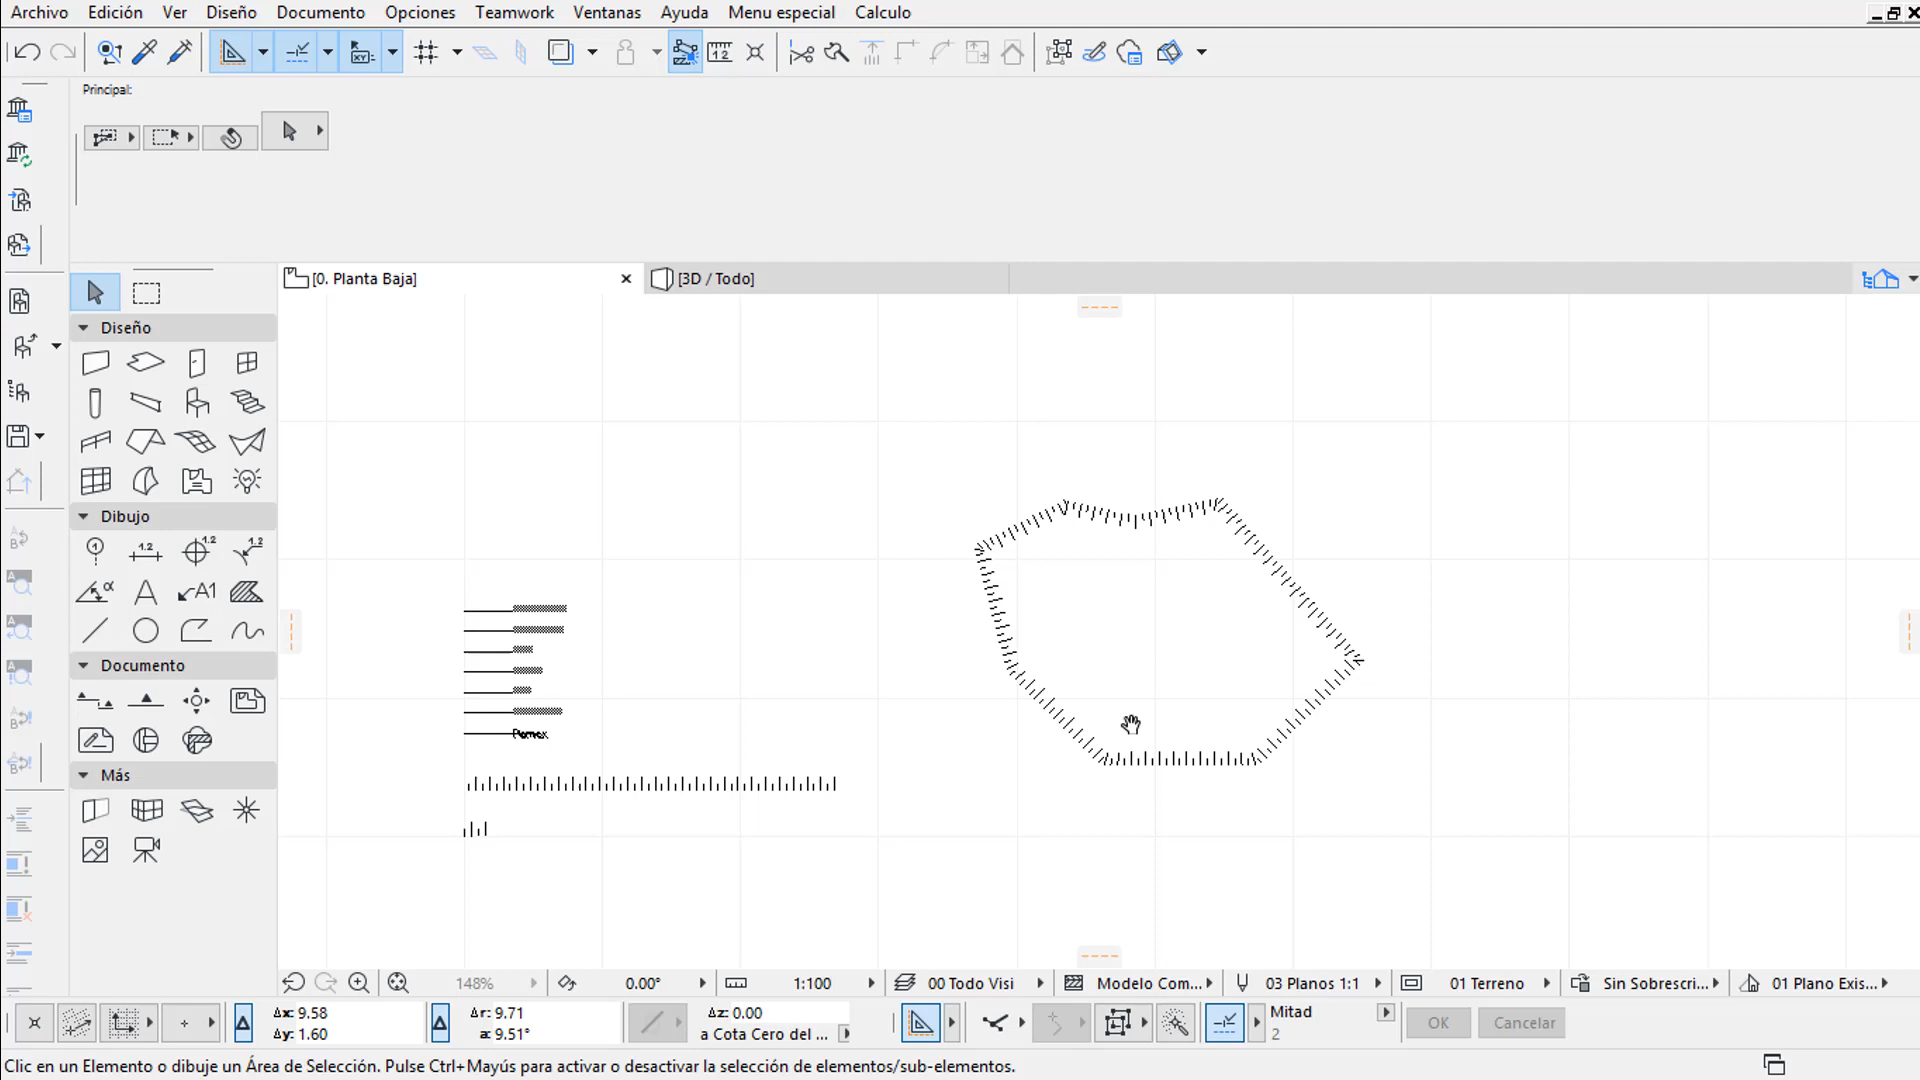 Archivo Edición Ver Diseño Documento Opciones Teamwork Ventanas Ayuda Menu especial Calculo
Principal:
[0. Planta Baja] [3D / Todo]
Diseño
Dibujo
Documento
Más
148% 0.00° 1:100 00 Todo Visi Modelo Com... 03 Planos 1:1 01 Terreno Sin Sobrescri... 01 Plano Exis...
Δx: 9.58 Δr: 9.71 Δz: 0.00 Mitad OK Cancelar
Δy: 1.60 a: 9.51° a Cota Cero del ... 2
Clic en un Elemento o dibuje un Área de Selección. Pulse Ctrl+Mayús para activar o desactivar la selección de elementos/sub-elementos.